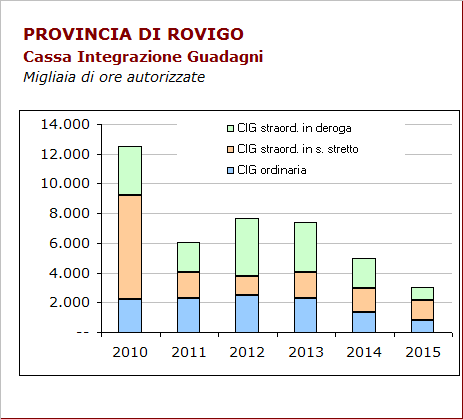 PROVINCIA DI ROVIGO
Cassa Integrazione Guadagni
Migliaia di ore autorizzate
14.000
12.000
10.000
8.000
6.000
4.000
2.000
--
CIG straord. in deroga
CIG straord. in s. stretto
CIG ordinaria
2010 2011 2012 2013 2014 2015